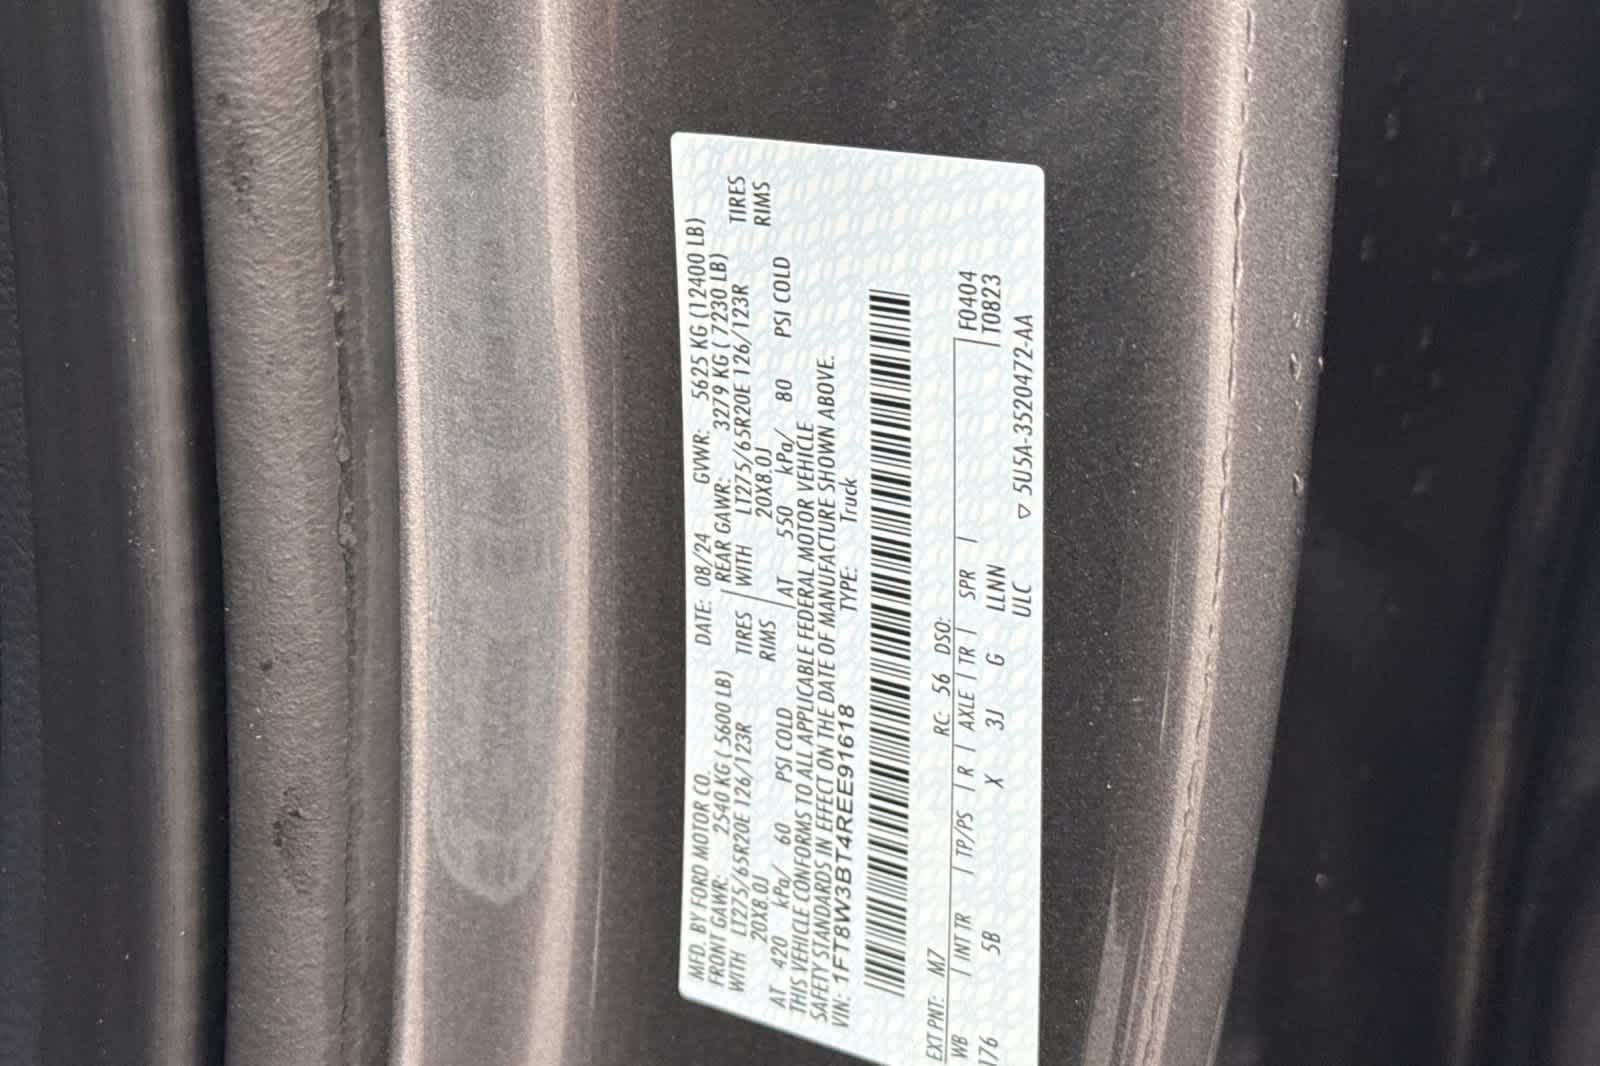 MFD. BY FORD MOTOR CO. DATE: 08/24 GVWR: 5625 KG (12400 LB)
FRONT GAWR: 2540 KG ( 5600 LB) REAR GAWR: 3279 KG ( 7230 LB)
WITH LT275/65R20E 126/123R TIRES WITH LT275/65R20E 126/123R TIRES
20X8.0J RIMS 20X8.0J RIMS
AT 420 kPa/ 60 PSI COLD AT 550 kPa/ 80 PSI COLD
THIS VEHICLE CONFORMS TO ALL APPLICABLE FEDERAL MOTOR VEHICLE
SAFETY STANDARDS IN EFFECT ON THE DATE OF MANUFACTURE SHOWN ABOVE.
VIN: 1FT8W3BT4REE91618 TYPE: Truck
EXT PNT: M7 RC: 56 DSO: F0404
WB | INT TR | TP/PS | R | AXLE | TR | SPR | T0823
176 5B X 3J G LLNN
ULC ▽ 5U5A-3520472-AA